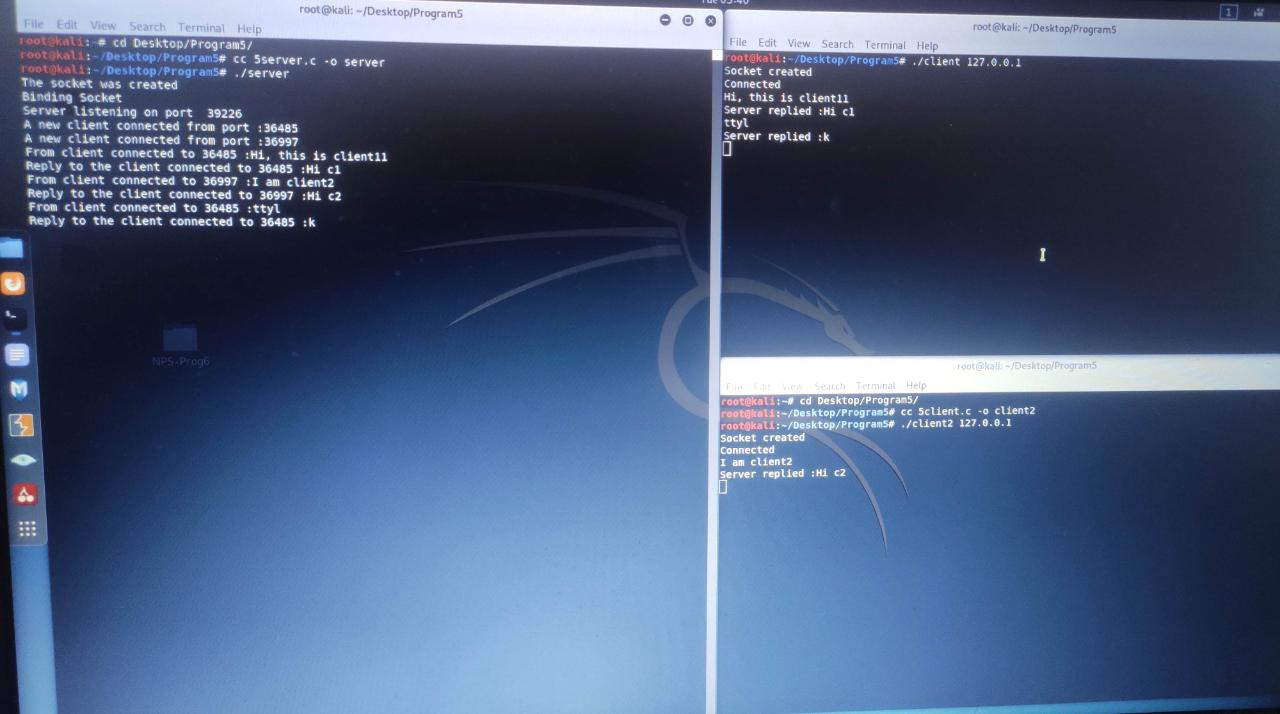 Tue 05:40
root@kali: ~/Desktop/Program5
File Edit View Search Terminal Help
root@kali:~# cd Desktop/Program5/
root@kali:~/Desktop/Program5# cc 5server.c -o server
root@kali:~/Desktop/Program5# ./server
The socket was created
Binding Socket
Server listening on port  39226
A new client connected from port :36485
A new client connected from port :36997
From client connected to 36485 :Hi, this is client11
Reply to the client connected to 36485 :Hi c1
From client connected to 36997 :I am client2
Reply to the client connected to 36997 :Hi c2
From client connected to 36485 :ttyl
Reply to the client connected to 36485 :k
NPS-Prog6
1
root@kali: ~/Desktop/Program5
File Edit View Search Terminal Help
root@kali:~/Desktop/Program5# ./client 127.0.0.1
Socket created
Connected
Hi, this is client11
Server replied :Hi c1
ttyl
Server replied :k
root@kali: ~/Desktop/Program5
File Edit View Search Terminal Help
root@kali:~# cd Desktop/Program5/
root@kali:~/Desktop/Program5# cc 5client.c -o client2
root@kali:~/Desktop/Program5# ./client2 127.0.0.1
Socket created
Connected
I am client2
Server replied :Hi c2